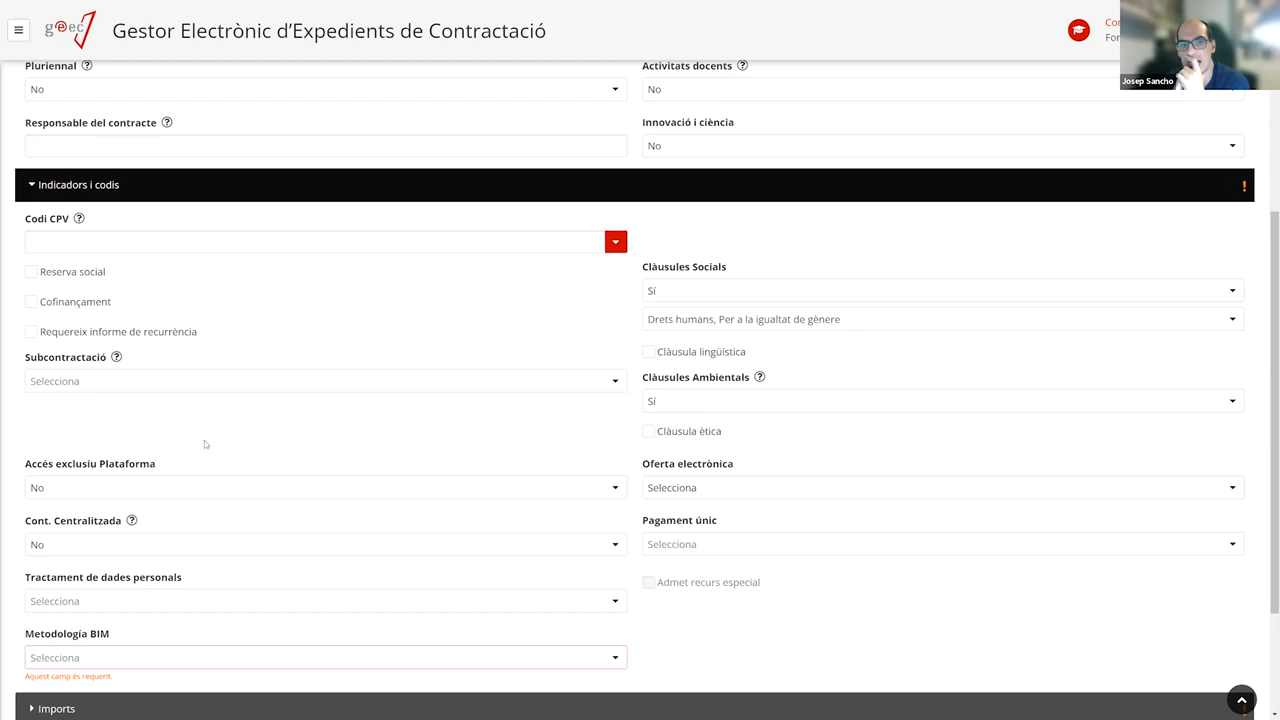 geec
Gestor Electrònic d'Expedients de Contractació
Josep Sancho
Pluriennal ?
No
Activitats docents ?
No
Responsable del contracte ?
Innovació i ciència
No
Indicadors i codis !
Codi CPV ?
Reserva social
Cofinançament
Requereix informe de recurrència
Subcontractació ?
Selecciona
Clàusules Socials
Sí
Drets humans, Per a la igualtat de gènere
Clàusula lingüística
Clàusules Ambientals ?
Sí
Clàusula ètica
Accés exclusiu Plataforma
No
Oferta electrònica
Selecciona
Cont. Centralitzada ?
No
Pagament únic
Selecciona
Tractament de dades personals
Selecciona
Admet recurs especial
Metodología BIM
Selecciona
Aquest camp és requerit.
Imports